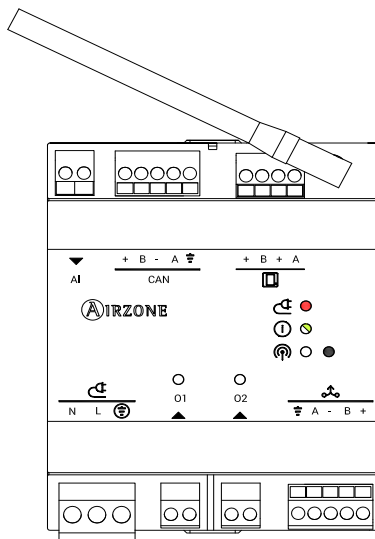 + B - A
+ B + A
AI
CAN
AIRZONE
O1
O2
N L
A - B +